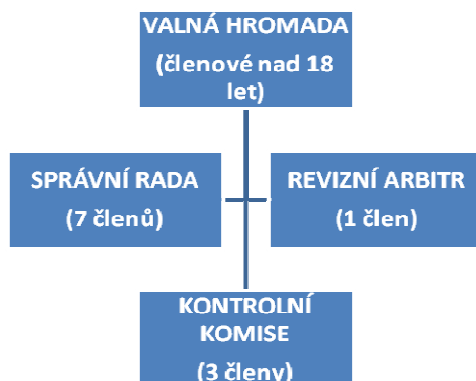 VALNÁ HROMADA
(členové nad 18
let)
SPRÁVNÍ RADA
(7 členů)
REVIZNÍ ARBITR
(1 člen)
KONTROLNÍ
KOMISE
(3 členy)